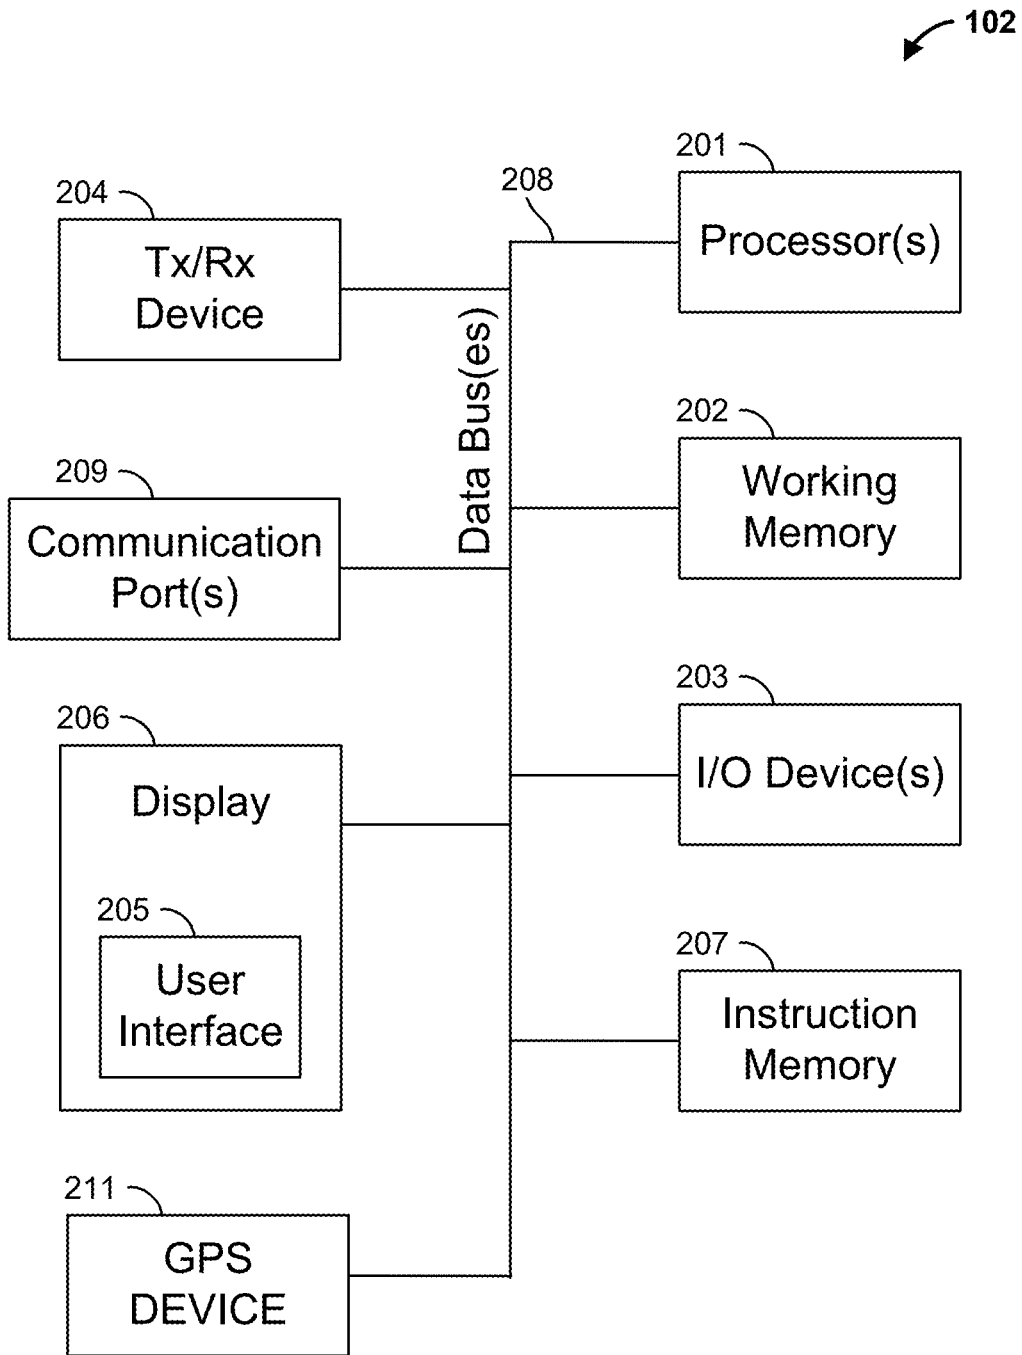 102
201
Processor(s)
208
204
Tx/Rx
Device
Data Bus(es)
202
Working
Memory
209
Communication
Port(s)
203
I/O Device(s)
206
Display
205
User
Interface
207
Instruction
Memory
211
GPS
DEVICE